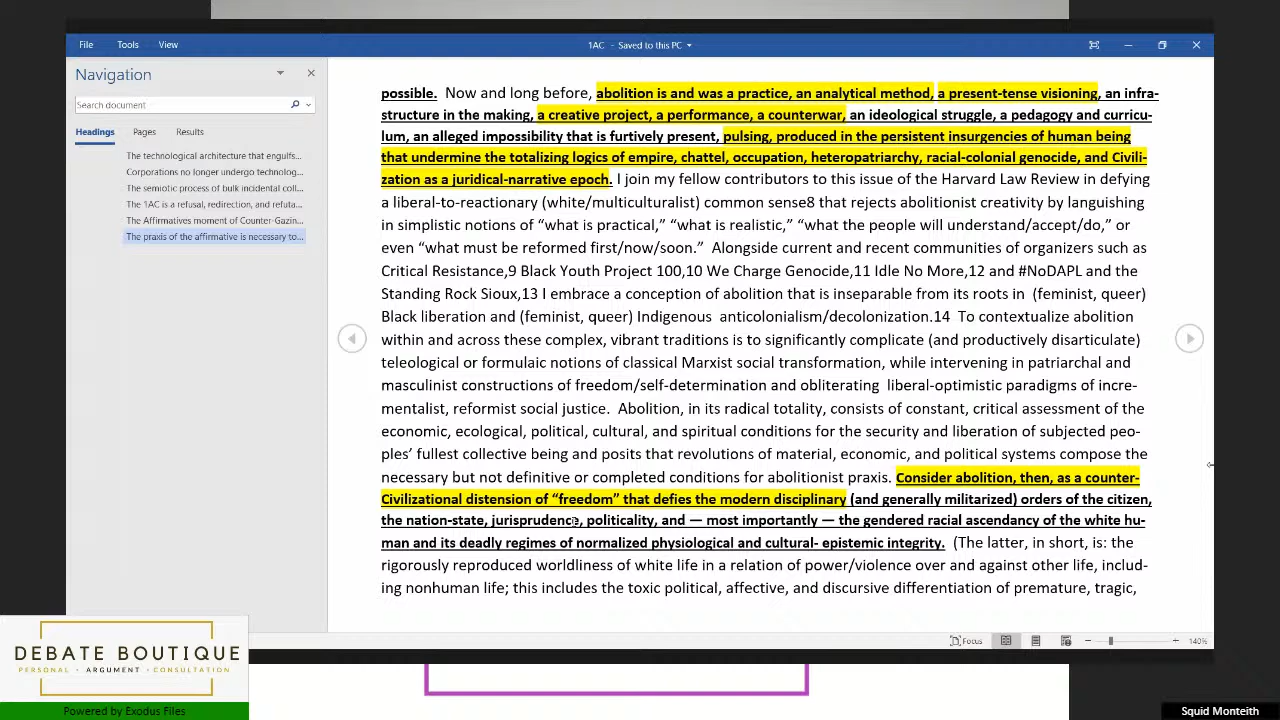 File Tools View 1AC - Saved to this PC
Navigation
Search document
Headings Pages Results
The technological architecture that engulfs...
Corporations no longer undergo technolog...
The semiotic process of bulk incidental coll...
The 1AC is a refusal, redirection, and refuta...
The Affirmatives moment of Counter-Gazin...
The praxis of the affirmative is necessary to...
possible. Now and long before, abolition is and was a practice, an analytical method, a present-tense visioning, an infra-
structure in the making, a creative project, a performance, a counterwar, an ideological struggle, a pedagogy and curricu-
lum, an alleged impossibility that is furtively present, pulsing, produced in the persistent insurgencies of human being
that undermine the totalizing logics of empire, chattel, occupation, heteropatriarchy, racial-colonial genocide, and Civili-
zation as a juridical-narrative epoch. I join my fellow contributors to this issue of the Harvard Law Review in defying
a liberal-to-reactionary (white/multiculturalist) common sense8 that rejects abolitionist creativity by languishing
in simplistic notions of “what is practical,” “what is realistic,” “what the people will understand/accept/do,” or
even “what must be reformed first/now/soon.” Alongside current and recent communities of organizers such as
Critical Resistance,9 Black Youth Project 100,10 We Charge Genocide,11 Idle No More,12 and #NoDAPL and the
Standing Rock Sioux,13 I embrace a conception of abolition that is inseparable from its roots in (feminist, queer)
Black liberation and (feminist, queer) Indigenous anticolonialism/decolonization.14 To contextualize abolition
within and across these complex, vibrant traditions is to significantly complicate (and productively disarticulate)
teleological or formulaic notions of classical Marxist social transformation, while intervening in patriarchal and
masculinist constructions of freedom/self-determination and obliterating liberal-optimistic paradigms of incre-
mentalist, reformist social justice. Abolition, in its radical totality, consists of constant, critical assessment of the
economic, ecological, political, cultural, and spiritual conditions for the security and liberation of subjected peo-
ples’ fullest collective being and posits that revolutions of material, economic, and political systems compose the
necessary but not definitive or completed conditions for abolitionist praxis. Consider abolition, then, as a counter-
Civilizational distension of “freedom” that defies the modern disciplinary (and generally militarized) orders of the citizen,
the nation-state, jurisprudence, politicality, and — most importantly — the gendered racial ascendancy of the white hu-
man and its deadly regimes of normalized physiological and cultural- epistemic integrity. (The latter, in short, is: the
rigorously reproduced worldliness of white life in a relation of power/violence over and against other life, includ-
ing nonhuman life; this includes the toxic political, affective, and discursive differentiation of premature, tragic,
Focus 140%
DEBATE BOUTIQUE
PERSONAL · ARGUMENT · CONSULTATION
Powered by Exodus Files
Squid Monteith